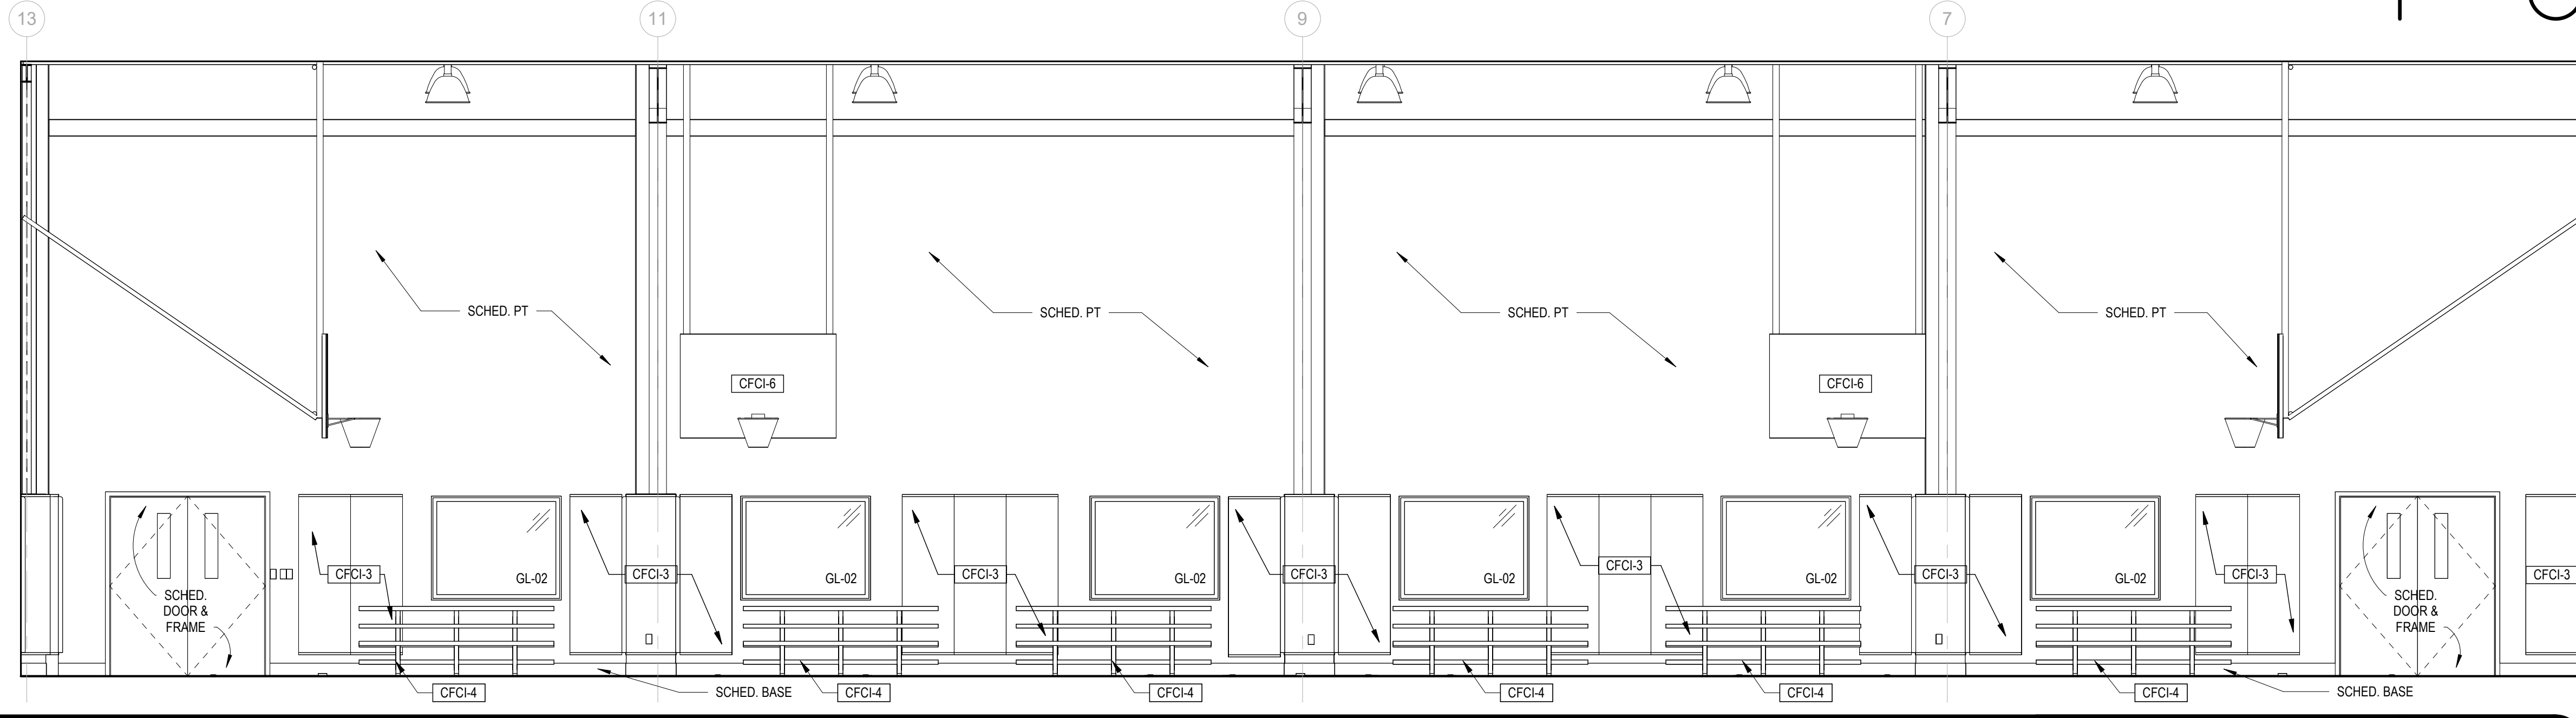 13
11
9
7
SCHED. PT
SCHED. PT
SCHED. PT
SCHED. PT
CFCI-6
CFCI-6
SCHED.
DOOR &
FRAME
CFCI-3
GL-02
CFCI-3
GL-02
CFCI-3
GL-02
CFCI-3
GL-02
CFCI-3
GL-02
CFCI-3
GL-02
CFCI-3
SCHED.
DOOR &
FRAME
CFCI-3
CFCI-4
SCHED. BASE
CFCI-4
CFCI-4
CFCI-4
CFCI-4
CFCI-4
SCHED. BASE